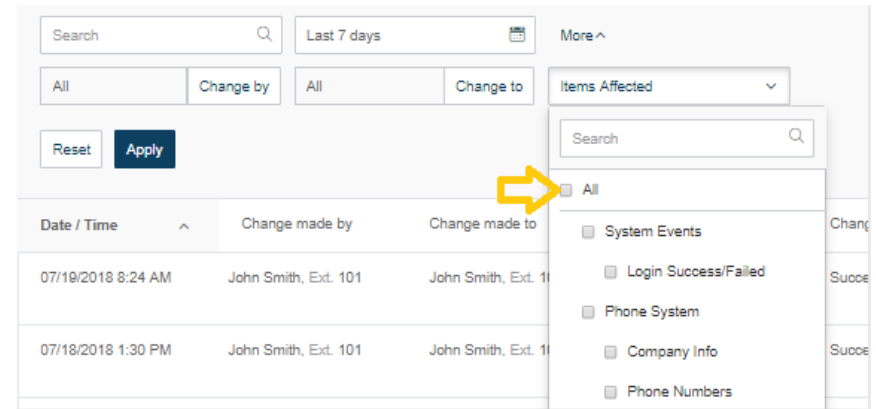 Search
Last 7 days
More
All
Change by
All
Change to
Items Affected
Reset
Apply
Search
All
System Events
Login Success/Failed
Phone System
Company Info
Phone Numbers
Date / Time
Change made by
Change made to
07/19/2018 8:24 AM
John Smith, Ext. 101
John Smith, Ext.
07/18/2018 1:30 PM
John Smith, Ext. 101
John Smith, Ext.